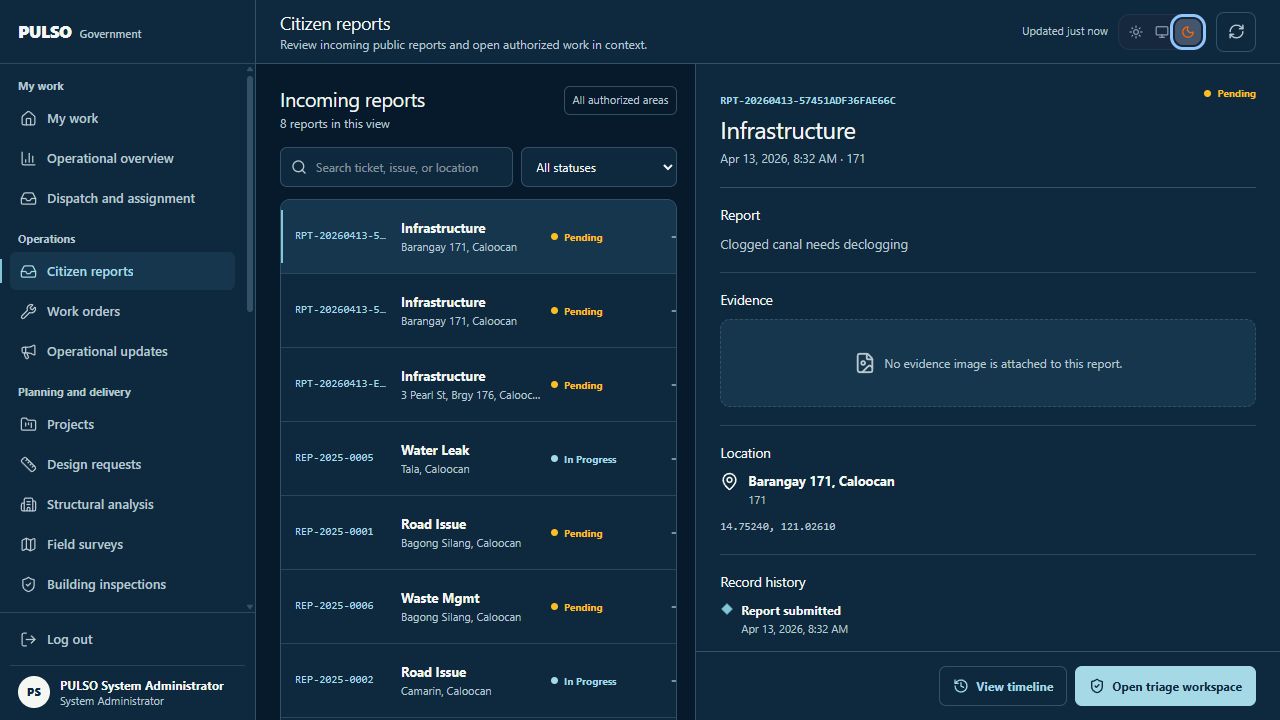 PULSO Government
My work
My work
Operational overview
Dispatch and assignment
Operations
Citizen reports
Work orders
Operational updates
Planning and delivery
Projects
Design requests
Structural analysis
Field surveys
Building inspections
Log out
PS
PULSO System Administrator
System Administrator
Citizen reports
Review incoming public reports and open authorized work in context.
Updated just now
Incoming reports
8 reports in this view
All authorized areas
Search ticket, issue, or location
All statuses
RPT-20260413-5… Infrastructure Pending –
Barangay 171, Caloocan
RPT-20260413-5… Infrastructure Pending –
Barangay 171, Caloocan
RPT-20260413-E… Infrastructure Pending –
3 Pearl St, Brgy 176, Calooc…
REP-2025-0005 Water Leak In Progress –
Tala, Caloocan
REP-2025-0001 Road Issue Pending –
Bagong Silang, Caloocan
REP-2025-0006 Waste Mgmt Pending –
Bagong Silang, Caloocan
REP-2025-0002 Road Issue In Progress –
Camarin, Caloocan
RPT-20260413-57451ADF36FAE66C
Pending
Infrastructure
Apr 13, 2026, 8:32 AM · 171
Report
Clogged canal needs declogging
Evidence
No evidence image is attached to this report.
Location
Barangay 171, Caloocan
171
14.75240, 121.02610
Record history
Report submitted
Apr 13, 2026, 8:32 AM
View timeline
Open triage workspace